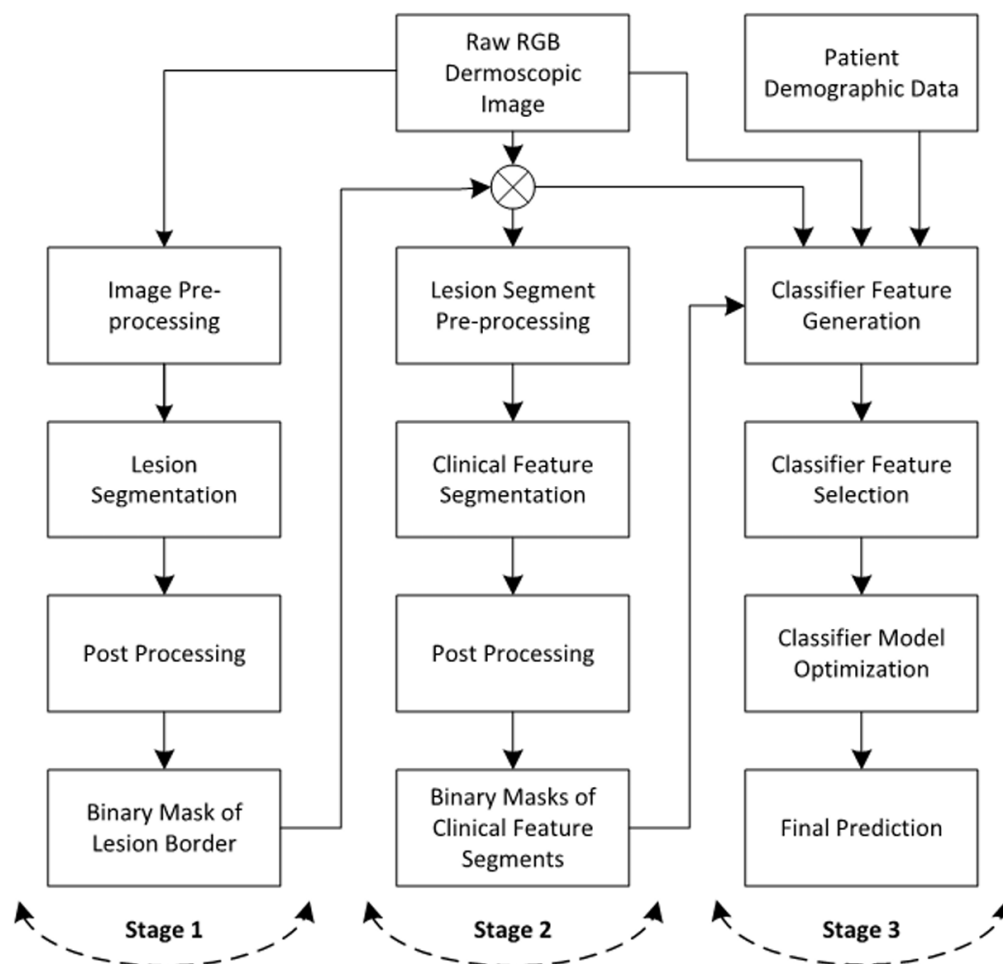 Raw RGB
Dermoscopic
Image
Patient
Demographic Data
Image Pre-
processing
Lesion Segment
Pre-processing
Classifier Feature
Generation
Lesion
Segmentation
Clinical Feature
Segmentation
Classifier Feature
Selection
Post Processing
Post Processing
Classifier Model
Optimization
Binary Mask of
Lesion Border
Binary Masks of
Clinical Feature
Segments
Final Prediction
Stage 1
Stage 2
Stage 3